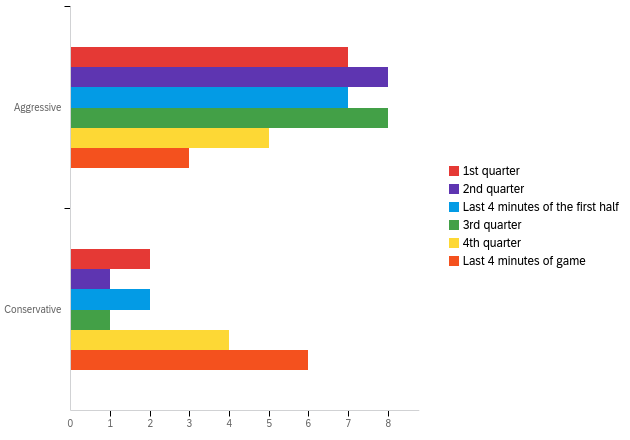 Aggressive
Conservative
0 1 2 3 4 5 6 7 8
1st quarter
2nd quarter
Last 4 minutes of the first half
3rd quarter
4th quarter
Last 4 minutes of game